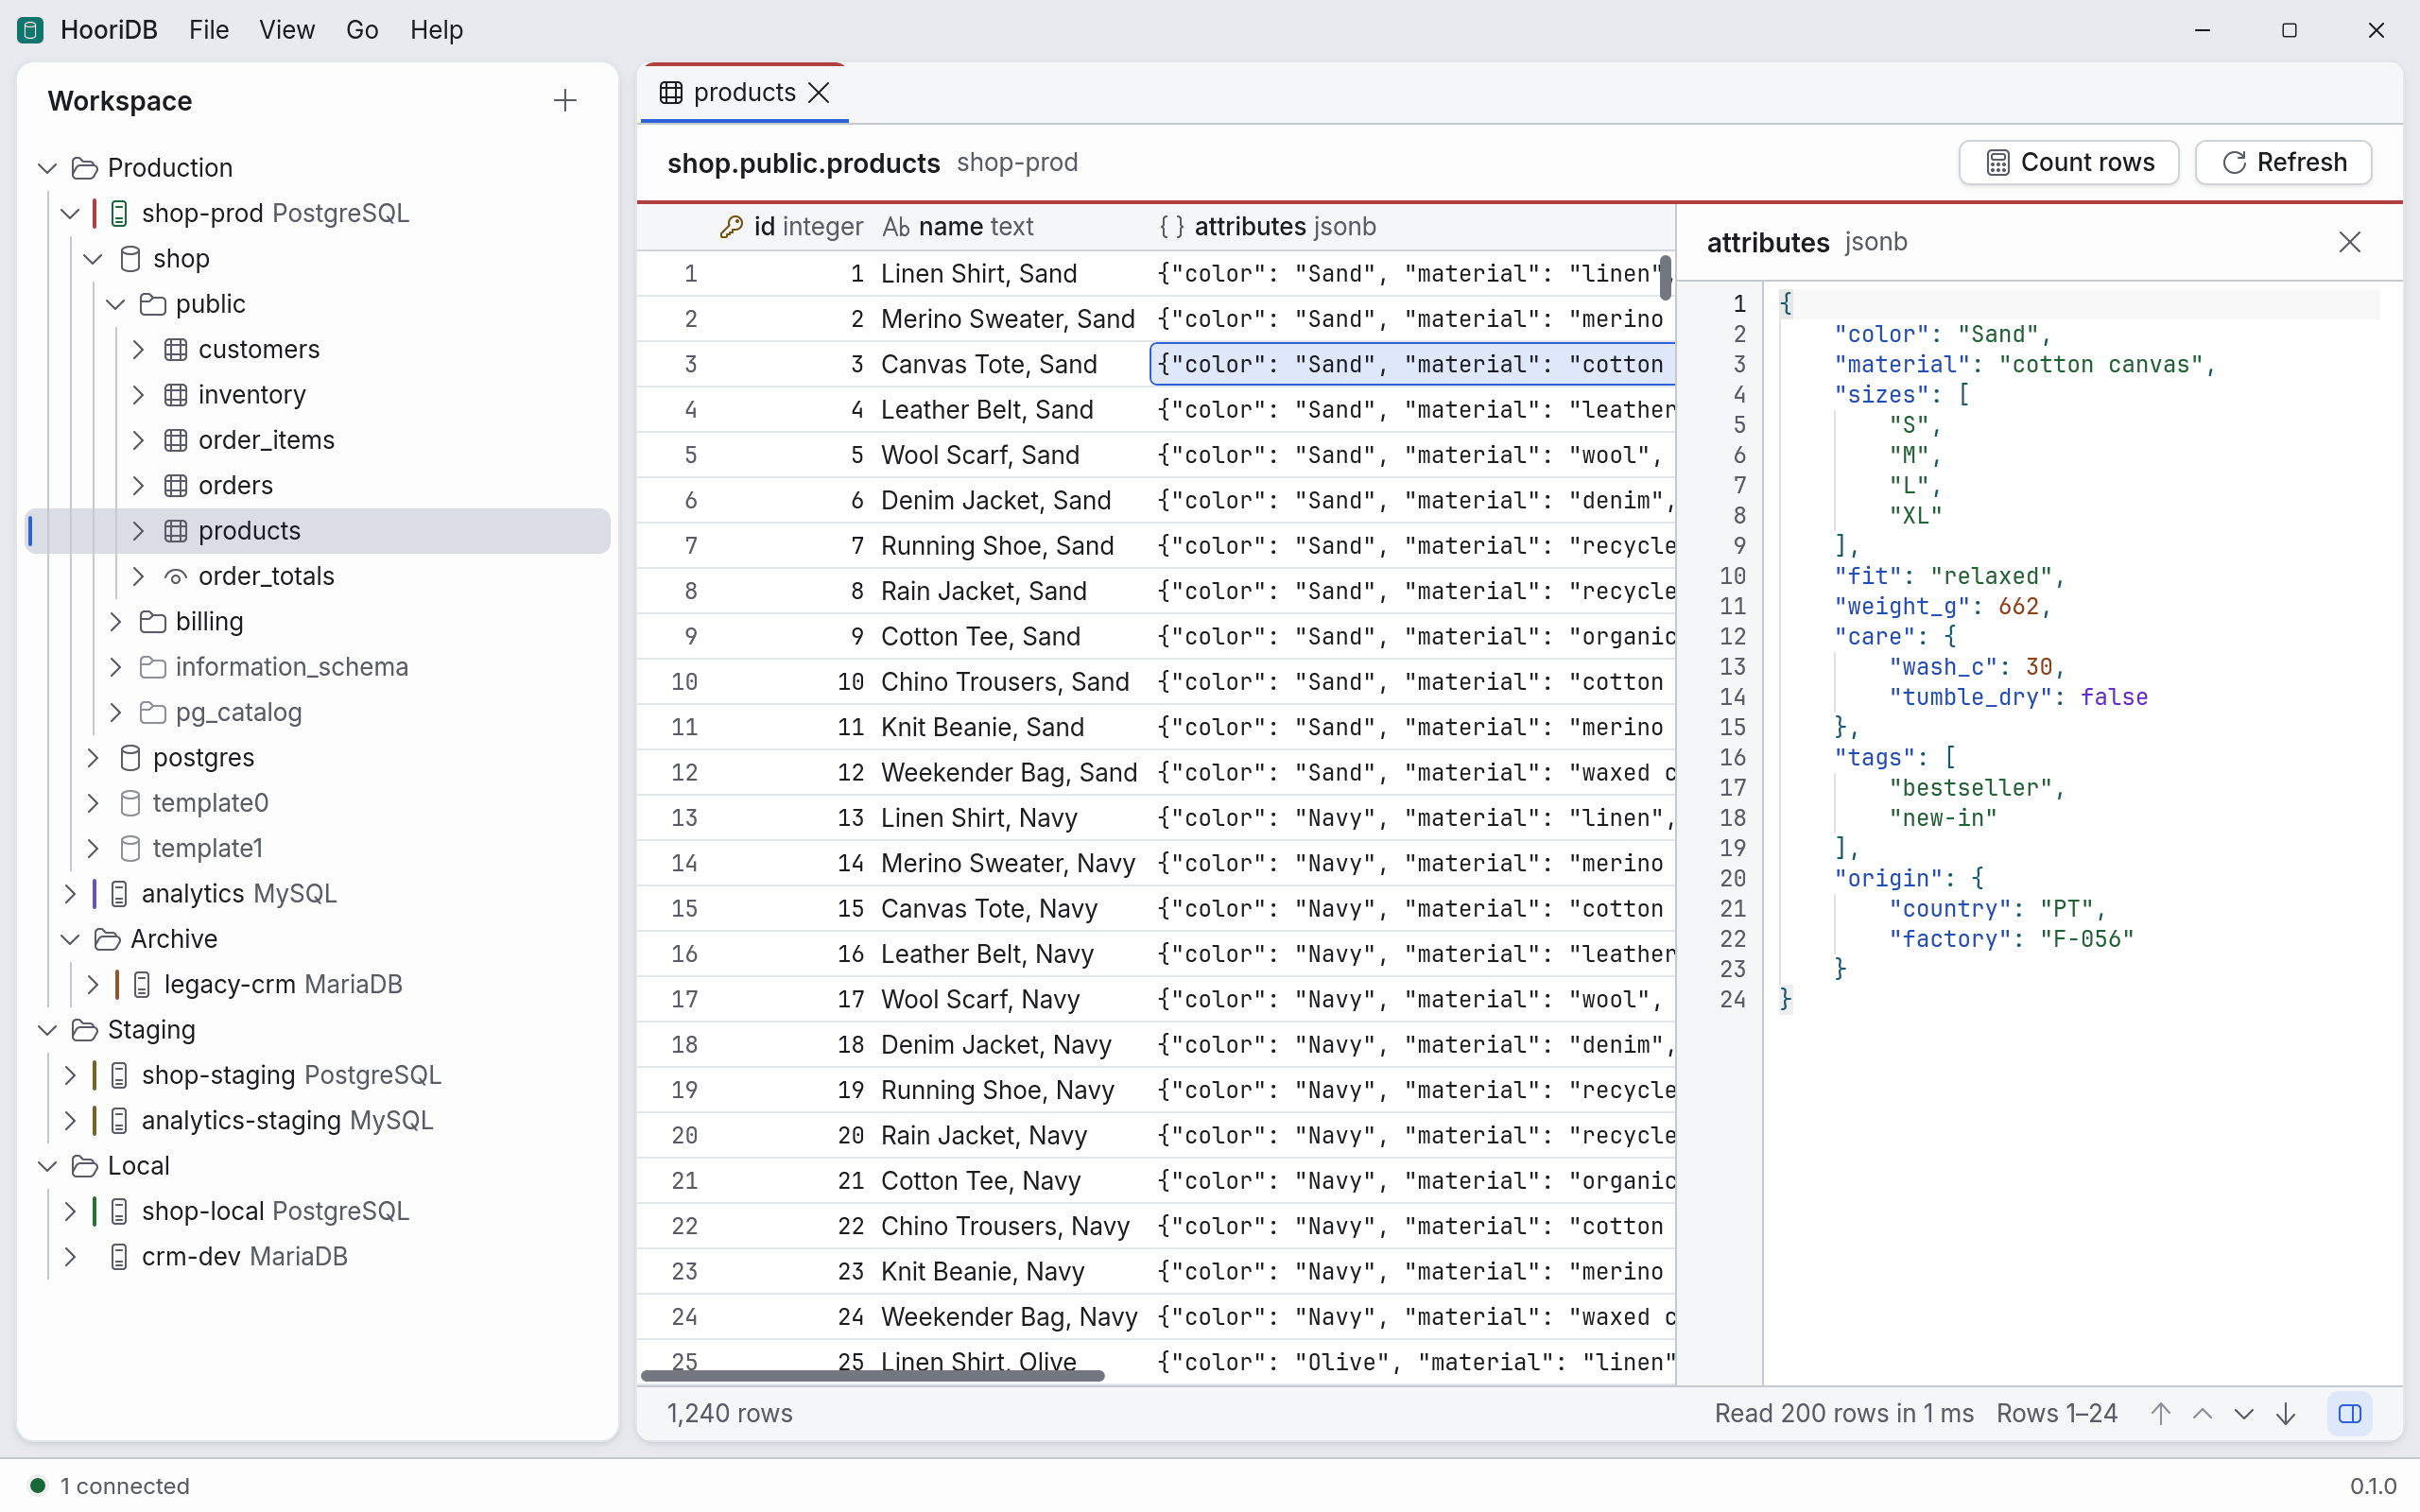 HooriDB File View Go Help
Workspace
Production
shop-prod PostgreSQL
shop
public
customers
inventory
order_items
orders
products
order_totals
billing
information_schema
pg_catalog
postgres
template0
template1
analytics MySQL
Archive
legacy-crm MariaDB
Staging
shop-staging PostgreSQL
analytics-staging MySQL
Local
shop-local PostgreSQL
crm-dev MariaDB
products
shop.public.products shop-prod
Count rows
Refresh
id integer Ab name text {} attributes jsonb
1 1 Linen Shirt, Sand {"color": "Sand", "material": "linen",
2 2 Merino Sweater, Sand {"color": "Sand", "material": "merino
3 3 Canvas Tote, Sand {"color": "Sand", "material": "cotton
4 4 Leather Belt, Sand {"color": "Sand", "material": "leather
5 5 Wool Scarf, Sand {"color": "Sand", "material": "wool",
6 6 Denim Jacket, Sand {"color": "Sand", "material": "denim",
7 7 Running Shoe, Sand {"color": "Sand", "material": "recycle
8 8 Rain Jacket, Sand {"color": "Sand", "material": "recycle
9 9 Cotton Tee, Sand {"color": "Sand", "material": "organic
10 10 Chino Trousers, Sand {"color": "Sand", "material": "cotton
11 11 Knit Beanie, Sand {"color": "Sand", "material": "merino
12 12 Weekender Bag, Sand {"color": "Sand", "material": "waxed c
13 13 Linen Shirt, Navy {"color": "Navy", "material": "linen",
14 14 Merino Sweater, Navy {"color": "Navy", "material": "merino
15 15 Canvas Tote, Navy {"color": "Navy", "material": "cotton
16 16 Leather Belt, Navy {"color": "Navy", "material": "leather
17 17 Wool Scarf, Navy {"color": "Navy", "material": "wool",
18 18 Denim Jacket, Navy {"color": "Navy", "material": "denim",
19 19 Running Shoe, Navy {"color": "Navy", "material": "recycle
20 20 Rain Jacket, Navy {"color": "Navy", "material": "recycle
21 21 Cotton Tee, Navy {"color": "Navy", "material": "organic
22 22 Chino Trousers, Navy {"color": "Navy", "material": "cotton
23 23 Knit Beanie, Navy {"color": "Navy", "material": "merino
24 24 Weekender Bag, Navy {"color": "Navy", "material": "waxed c
25 25 Linen Shirt, Olive {"color": "Olive", "material": "linen"
attributes jsonb
1 {
2 "color": "Sand",
3 "material": "cotton canvas",
4 "sizes": [
5 "S",
6 "M",
7 "L",
8 "XL"
9 ],
10 "fit": "relaxed",
11 "weight_g": 662,
12 "care": {
13 "wash_c": 30,
14 "tumble_dry": false
15 },
16 "tags": [
17 "bestseller",
18 "new-in"
19 ],
20 "origin": {
21 "country": "PT",
22 "factory": "F-056"
23 }
24 }
1,240 rows
Read 200 rows in 1 ms Rows 1–24
1 connected
0.1.0